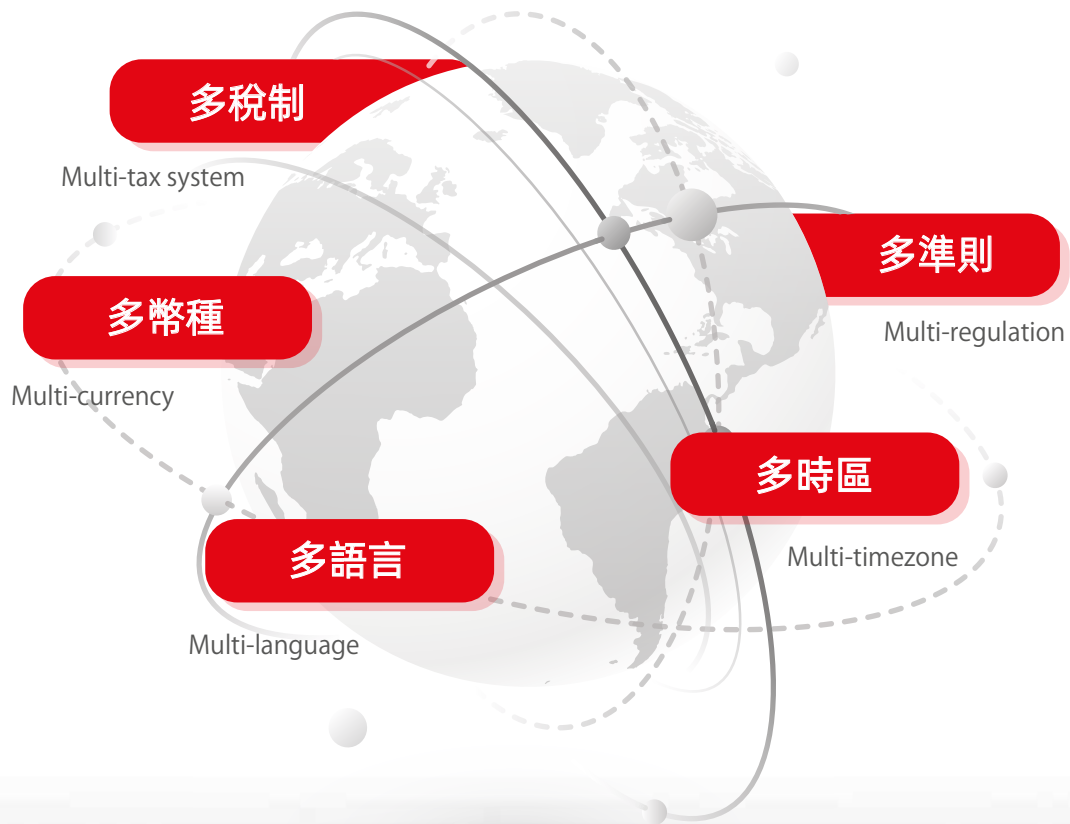 多稅制
Multi-tax system
多準則
Multi-regulation
多幣種
Multi-currency
多時區
Multi-timezone
多語言
Multi-language